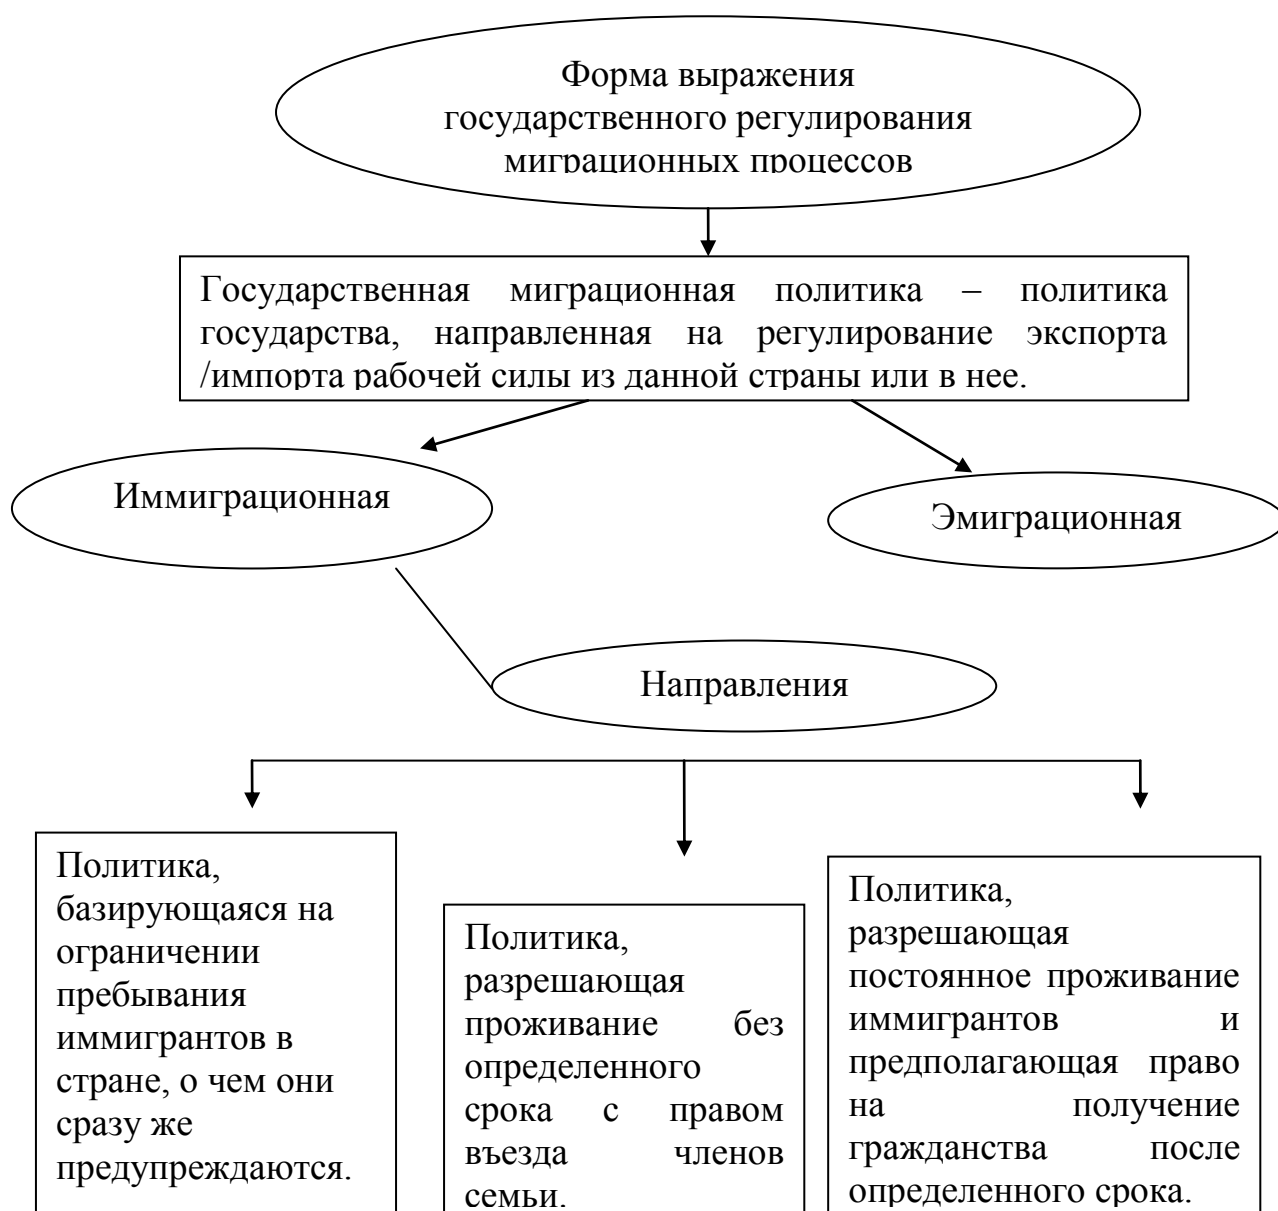 Форма выражения
государственного регулирования
миграционных процессов
Государственная миграционная политика – политика
государства, направленная на регулирование экспорта
/импорта рабочей силы из данной страны или в нее.
Иммиграционная
Эмиграционная
Направления
Политика,
базирующаяся на
ограничении
пребывания
иммигрантов в
стране, о чем они
сразу же
предупреждаются.
Политика,
разрешающая
проживание без
определенного
срока с правом
въезда членов
семьи.
Политика,
разрешающая
постоянное проживание
иммигрантов и
предполагающая право
на получение
гражданства после
определенного срока.